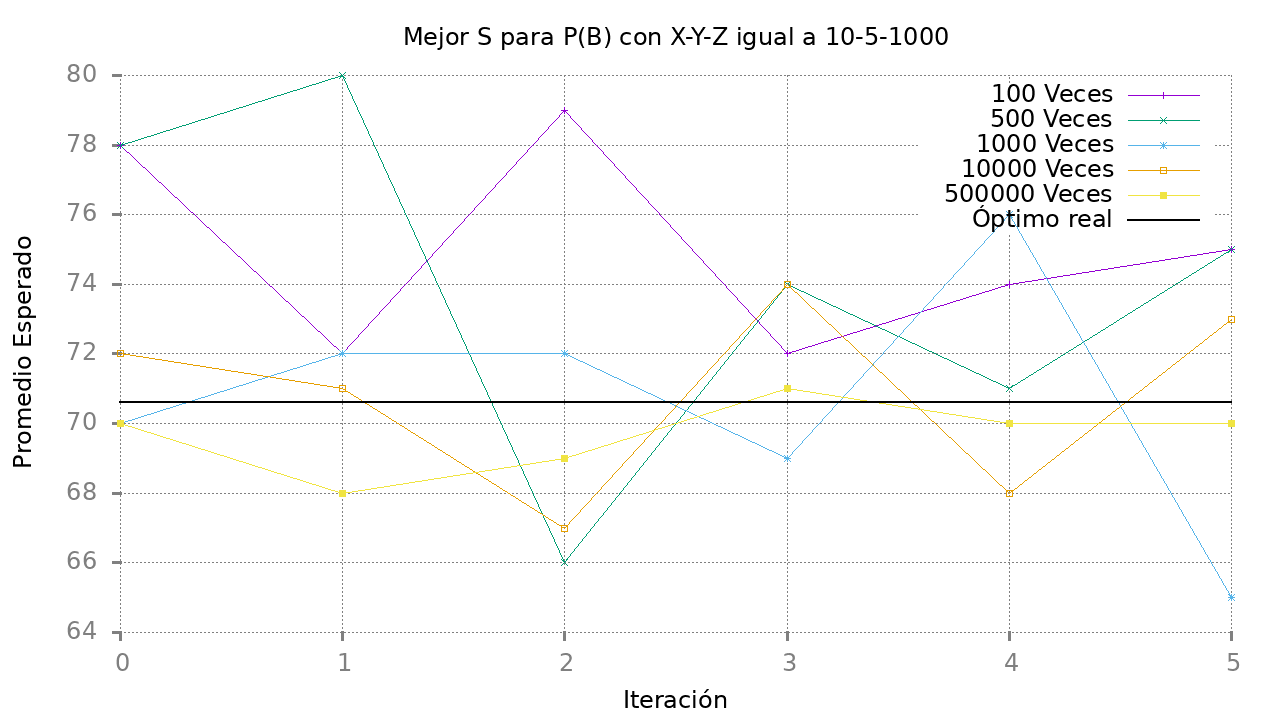 Mejor S para P(B) con X-Y-Z igual a 10-5-1000
80
78
76
74
72
70
68
66
64
Promedio Esperado
100 Veces
500 Veces
1000 Veces
10000 Veces
500000 Veces
Óptimo real
0 1 2 3 4 5
Iteración